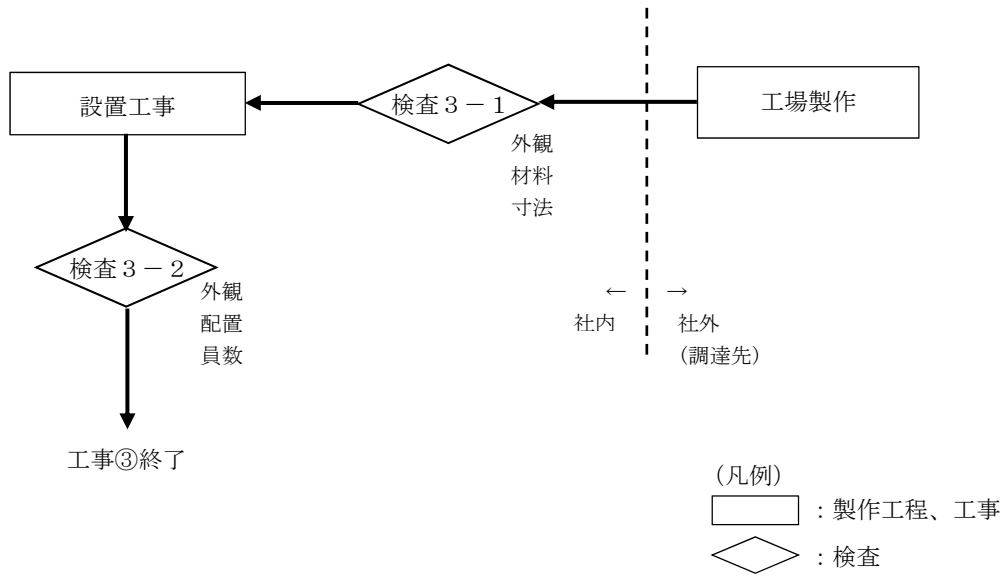 設置工事
検査3-1
工場製作
外観
材料
寸法
検査3-2
外観
配置
員数
← →
社内 社外
(調達先)
工事③終了
(凡例)
：製作工程、工事
：検査